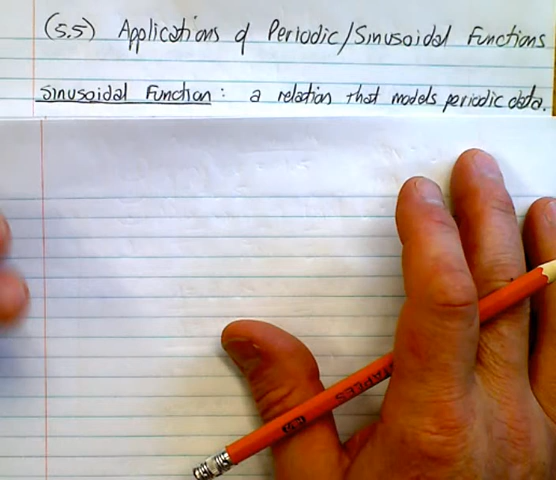 (5.5) Applications of Periodic/Sinusoidal Functions
Sinusoidal Function: a relation that models periodic data.
STAPLES